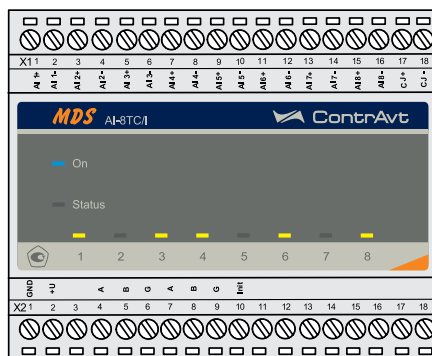 X1 1 2 3 4 5 6 7 8 9 10 11 12 13 14 15 16 17 18
AI 1+ AI 1- AI 2+ AI 2- AI 3+ AI 3- AI 4+ AI 4- AI 5+ AI 5- AI 6+ AI 6- AI 7+ AI 7- AI 8+ AI 8- CJ+ CJ-
MDS AI-8TC/I ContrAvt
On
Status
1 2 3 4 5 6 7 8
GND +U A B G A B G Init
X2 1 2 3 4 5 6 7 8 9 10 11 12 13 14 15 16 17 18